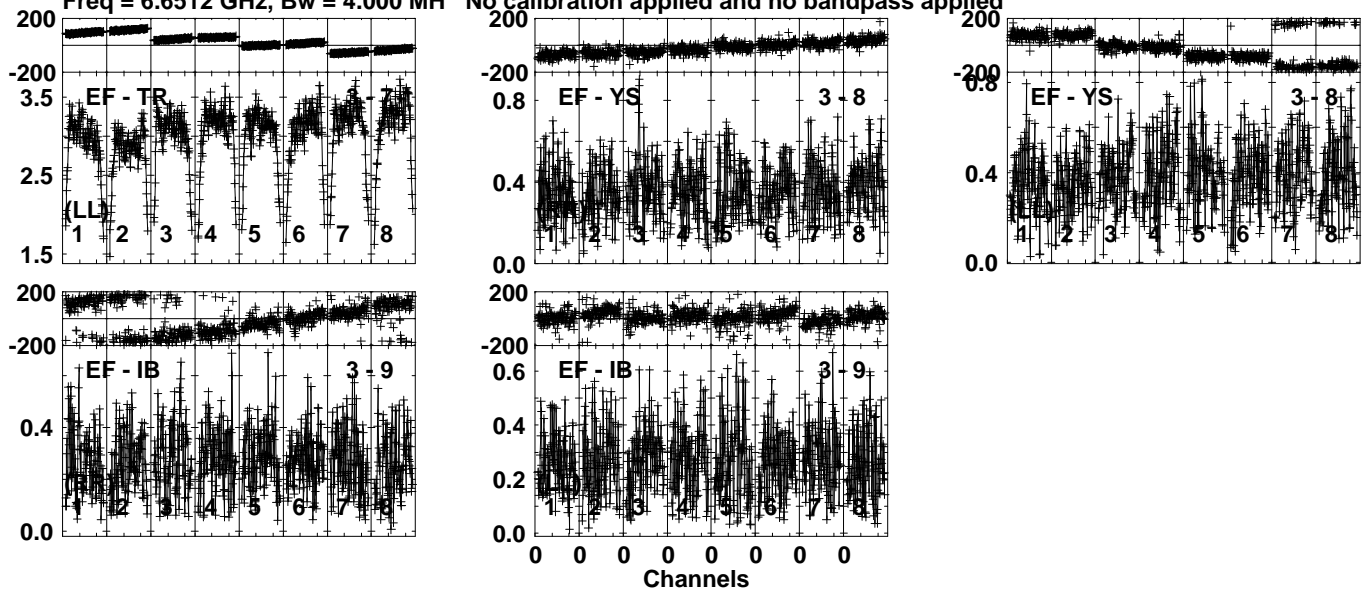 Freq = 6.6512 GHz, Bw = 4.000 MH No calibration applied and no bandpass applied
200
-200
EF - TR 3 - 7
3.5
2.5
1.5
(LL)
1 2 3 4 5 6 7 8
200
-200
EF - YS 3 - 8
0.8
0.4
0.0
1 2 3 4 5 6 7 8
200
-200
EF - YS 3 - 8
0.8
0.4
0.0
(LL)
1 2 3 4 5 6 7 8
200
-200
EF - IB 3 - 9
0.4
0.0
(RR)
1 2 3 4 5 6 7 8
200
-200
EF - IB 3 - 9
0.6
0.4
0.2
0.0
(LL)
1 2 3 4 5 6 7 8
0 0 0 0 0 0 0 0
Channels